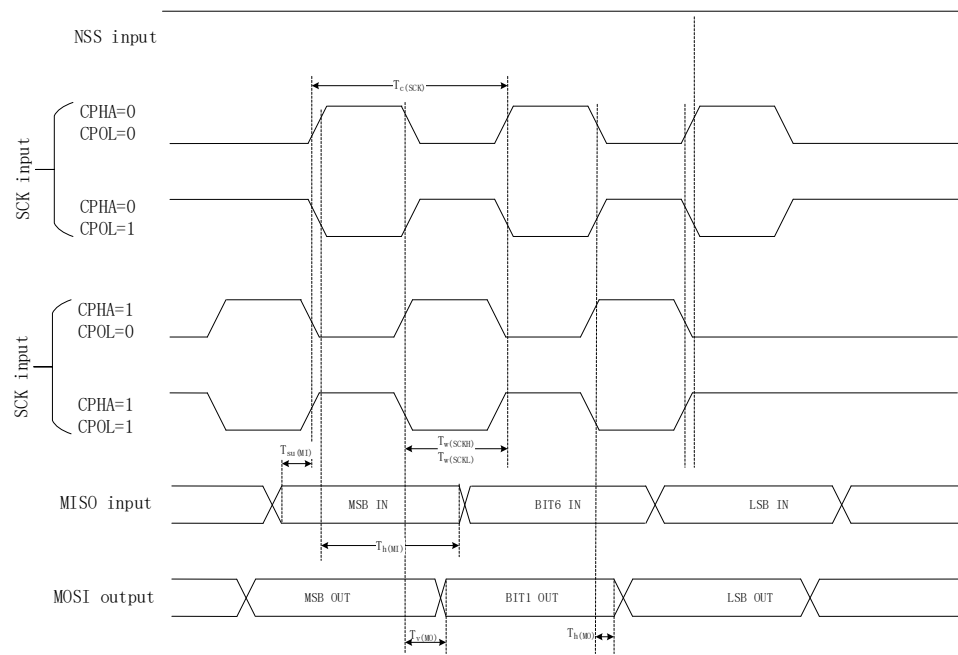 NSS input
Tc(SCK)
CPHA=0
CPOL=0
SCK input
CPHA=0
CPOL=1
CPHA=1
CPOL=0
SCK input
CPHA=1
CPOL=1
Tw(SCKH)
Tw(SCKL)
Tsu(MI)
MISO input
MSB IN
BIT6 IN
LSB IN
Th(MI)
MOSI output
MSB OUT
BIT1 OUT
LSB OUT
Tv(MO)
Th(MO)